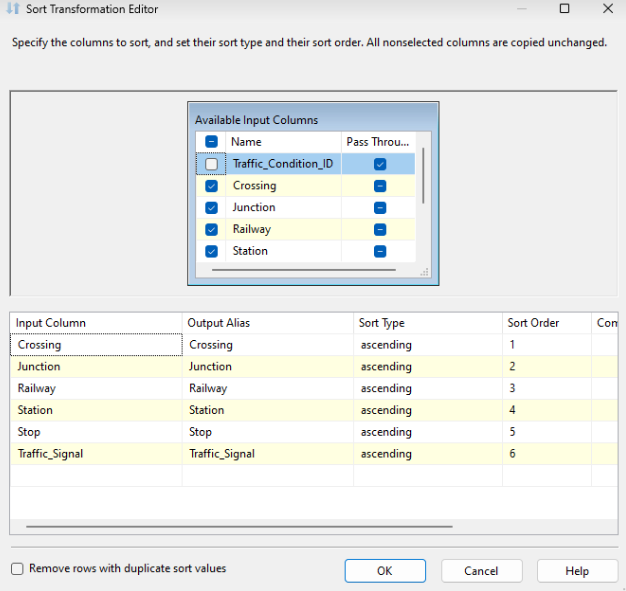 Sort Transformation Editor
Specify the columns to sort, and set their sort type and their sort order. All nonselected columns are copied unchanged.
Available Input Columns
Name Pass Throu...
Traffic_Condition_ID
Crossing
Junction
Railway
Station
Input Column Output Alias Sort Type Sort Order Com
Crossing Crossing ascending 1
Junction Junction ascending 2
Railway Railway ascending 3
Station Station ascending 4
Stop Stop ascending 5
Traffic_Signal Traffic_Signal ascending 6
Remove rows with duplicate sort values
OK Cancel Help